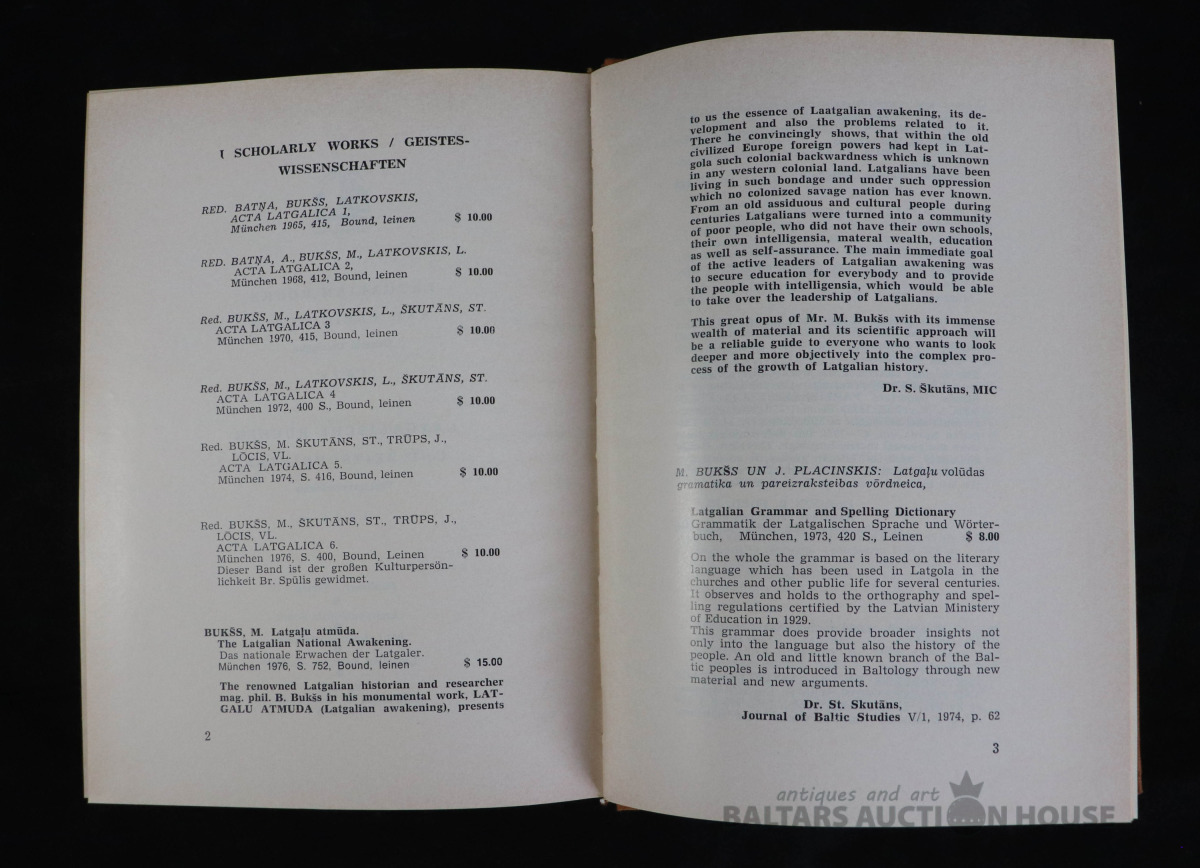 I SCHOLARLY WORKS / GEISTES-
WISSENSCHAFTEN
RED. BATŅA, BUKŠS, LATKOVSKIS,
ACTA LATGALICA 1,
München 1965, 415, Bound, leinen $ 10.00
RED. BATŅA, A., BUKŠS, M., LATKOVSKIS, L.
ACTA LATGALICA 2,
München 1968, 412, Bound, leinen $ 10.00
Red. BUKŠS, M., LATKOVSKIS, L., ŠKUTĀNS, ST.
ACTA LATGALICA 3
München 1970, 415, Bound, leinen $ 10.00
Red. BUKŠS, M., LATKOVSKIS, L., ŠKUTĀNS, ST.
ACTA LATGALICA 4
München 1972, 400 S., Bound, leinen $ 10.00
Red. BUKŠS, M. ŠKUTĀNS, ST., TRŪPS, J.,
LÖCIS, VL.
ACTA LATGALICA 5.
München 1974, S. 416, Bound, leinen $ 10.00
Red. BUKŠS, M., ŠKUTĀNS, ST., TRŪPS, J.,
LÖCIS, VL.
ACTA LATGALICA 6.
München 1976, S. 400, Bound, Leinen $ 10.00
Dieser Band ist der großen Kulturpersön-
lichkeit Br. Spūlis gewidmet.
BUKŠS, M. Latgaļu atmūda.
The Latgalian National Awakening.
Das nationale Erwachen der Latgaler.
München 1976, S. 752, Bound, leinen $ 15.00
The renowned Latgalian historian and researcher
mag. phil. B. Bukšs in his monumental work, LAT-
GALU ATMUDA (Latgalian awakening), presents
2
to us the essence of Laatgalian awakening, its de-
velopment and also the problems related to it.
There he convincingly shows, that within the old
civilized Europe foreign powers had kept in Lat-
gola such colonial backwardness which is unknown
in any western colonial land. Latgalians have been
living in such bondage and under such oppression
which no colonized savage nation has ever known.
From an old assiduous and cultural people during
centuries Latgalians were turned into a community
of poor people, who did not have their own schools,
their own intelligensia, materal wealth, education
as well as self-assurance. The main immediate goal
of the active leaders of Latgalian awakening was
to secure education for everybody and to provide
the people with intelligensia, which would be able
to take over the leadership of Latgalians.
This great opus of Mr. M. Bukšs with its immense
wealth of material and its scientific approach will
be a reliable guide to everyone who wants to look
deeper and more objectively into the complex pro-
cess of the growth of Latgalian history.
Dr. S. Škutāns, MIC
M. BUKŠS UN J. PLACINSKIS: Latgaļu volūdas
gramatika un pareizraksteibas vōrdneica,
Latgalian Grammar and Spelling Dictionary
Grammatik der Latgalischen Sprache und Wörter-
buch, München, 1973, 420 S., Leinen $ 8.00
On the whole the grammar is based on the literary
language which has been used in Latgola in the
churches and other public life for several centuries.
It observes and holds to the orthography and spel-
ling regulations certified by the Latvian Ministery
of Education in 1929.
This grammar does provide broader insights not
only into the language but also the history of the
people. An old and little known branch of the Bal-
tic peoples is introduced in Baltology through new
material and new arguments.
Dr. St. Skutāns,
Journal of Baltic Studies V/1, 1974, p. 62
3
antiques and art
BALTARS AUCTION HOUSE